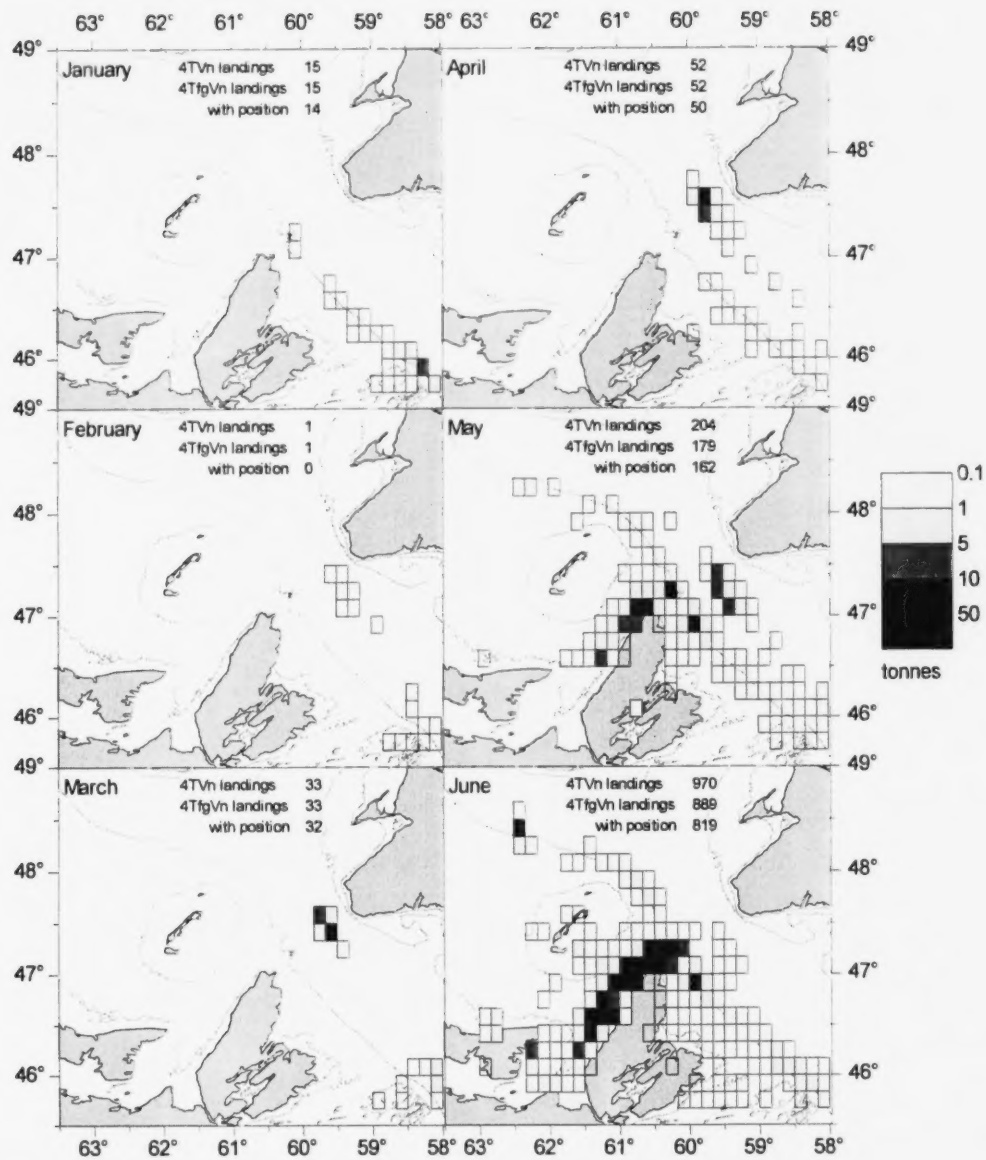 63° 62° 61° 60° 59° 58° 63° 62° 61° 60° 59° 58°
49° 49°
January
4TVn landings 15
4TfgVn landings 15
with position 14
April
4TVn landings 52
4TfgVn landings 52
with position 50
48° 48°
47° 47°
46° 46°
49° 49°
February
4TVn landings 1
4TfgVn landings 1
with position 0
May
4TVn landings 204
4TfgVn landings 179
with position 162
48° 48°
47° 47°
46° 46°
49° 49°
0.1
1
5
10
50
tonnes
March
4TVn landings 33
4TfgVn landings 33
with position 32
June
4TVn landings 970
4TfgVn landings 889
with position 819
48° 48°
47° 47°
46° 46°
63° 62° 61° 60° 59° 58° 63° 62° 61° 60° 59° 58°